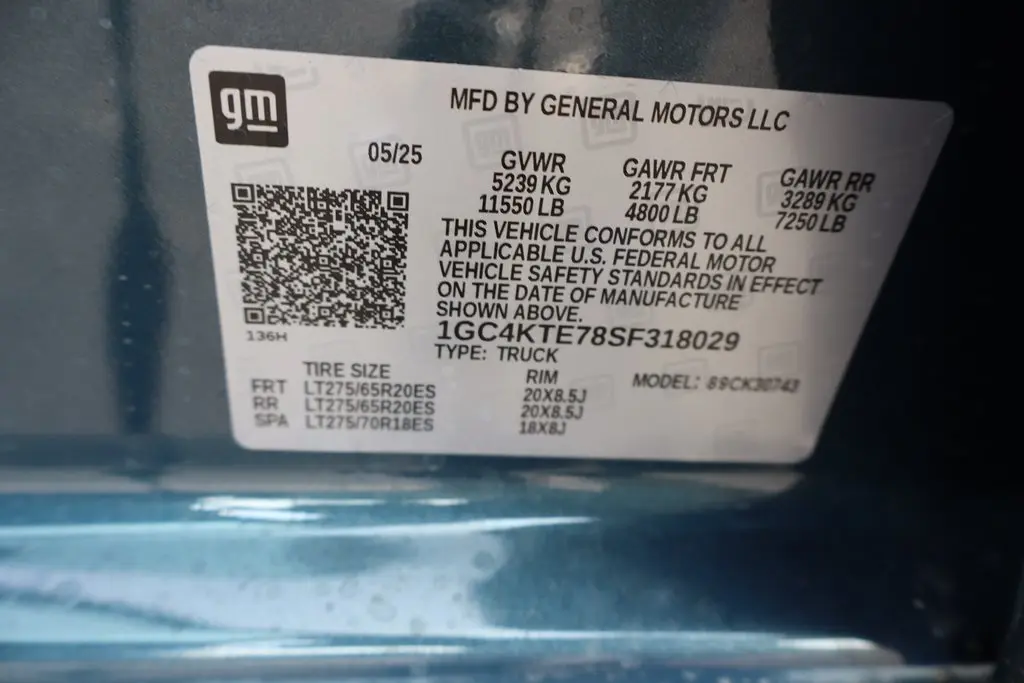 gm
MFD BY GENERAL MOTORS LLC
05/25
GVWR
5239 KG
11550 LB
GAWR FRT
2177 KG
4800 LB
GAWR RR
3289 KG
7250 LB
THIS VEHICLE CONFORMS TO ALL
APPLICABLE U.S. FEDERAL MOTOR
VEHICLE SAFETY STANDARDS IN EFFECT
ON THE DATE OF MANUFACTURE
SHOWN ABOVE.
1GC4KTE78SF318029
TYPE: TRUCK
136H
TIRE SIZE RIM
FRT LT275/65R20ES 20X8.5J
RR LT275/65R20ES 20X8.5J
SPA LT275/70R18ES 18X8J
MODEL: